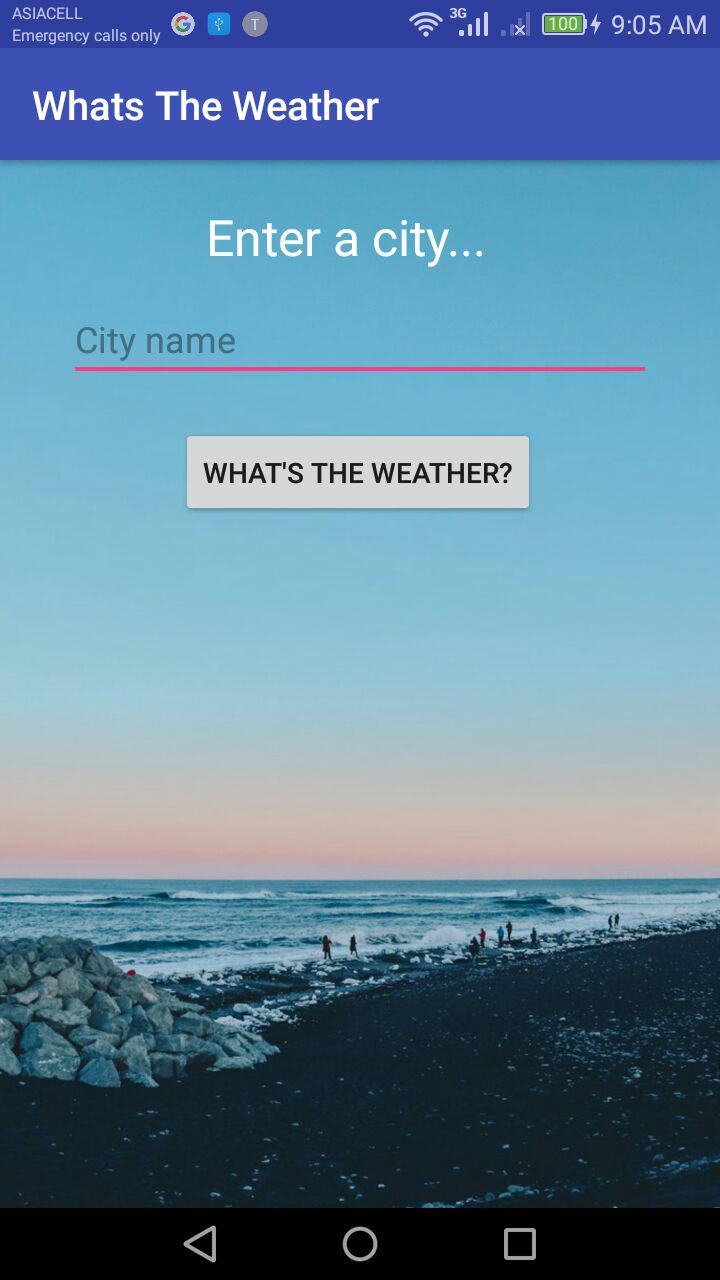 ASIACELL
Emergency calls only
G
T
3G
100
9:05 AM
Whats The Weather
Enter a city...
City name
WHAT'S THE WEATHER?